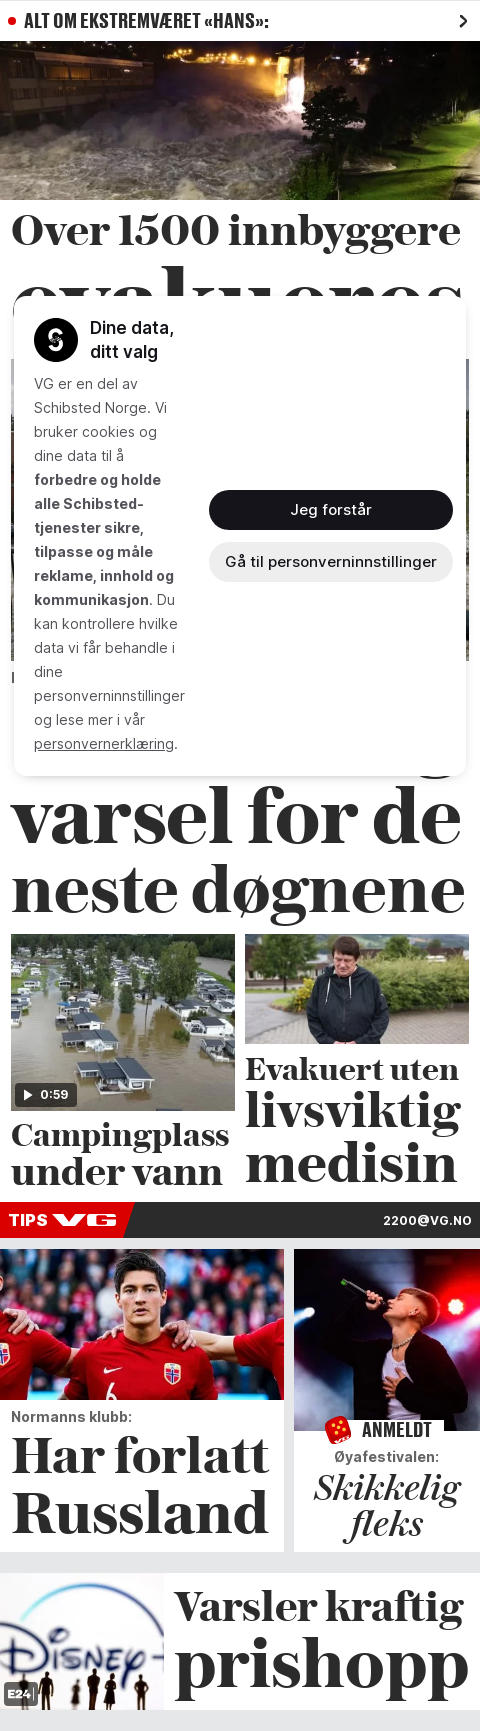 ALT OM EKSTREMVÆRET «HANS»:
Over 1500 innbyggere
evakueres
Dine data,
ditt valg
VG er en del av
Schibsted Norge. Vi
bruker cookies og
dine data til å
forbedre og holde
alle Schibsted-
tjenester sikre,
tilpasse og måle
reklame, innhold og
kommunikasjon. Du
kan kontrollere hvilke
data vi får behandle i
dine
personverninnstillinger
og lese mer i vår
personvernerklæring.
Jeg forstår
Gå til personverninnstillinger
varsel for de
neste døgnene
0:59
Campingplass
under vann
Evakuert uten
livsviktig
medisin
TIPS VG
2200@VG.NO
Normanns klubb:
Har forlatt
Russland
ANMELDT
Øyafestivalen:
Skikkelig
fleks
DISNEY
E24
Varsler kraftig
prishopp